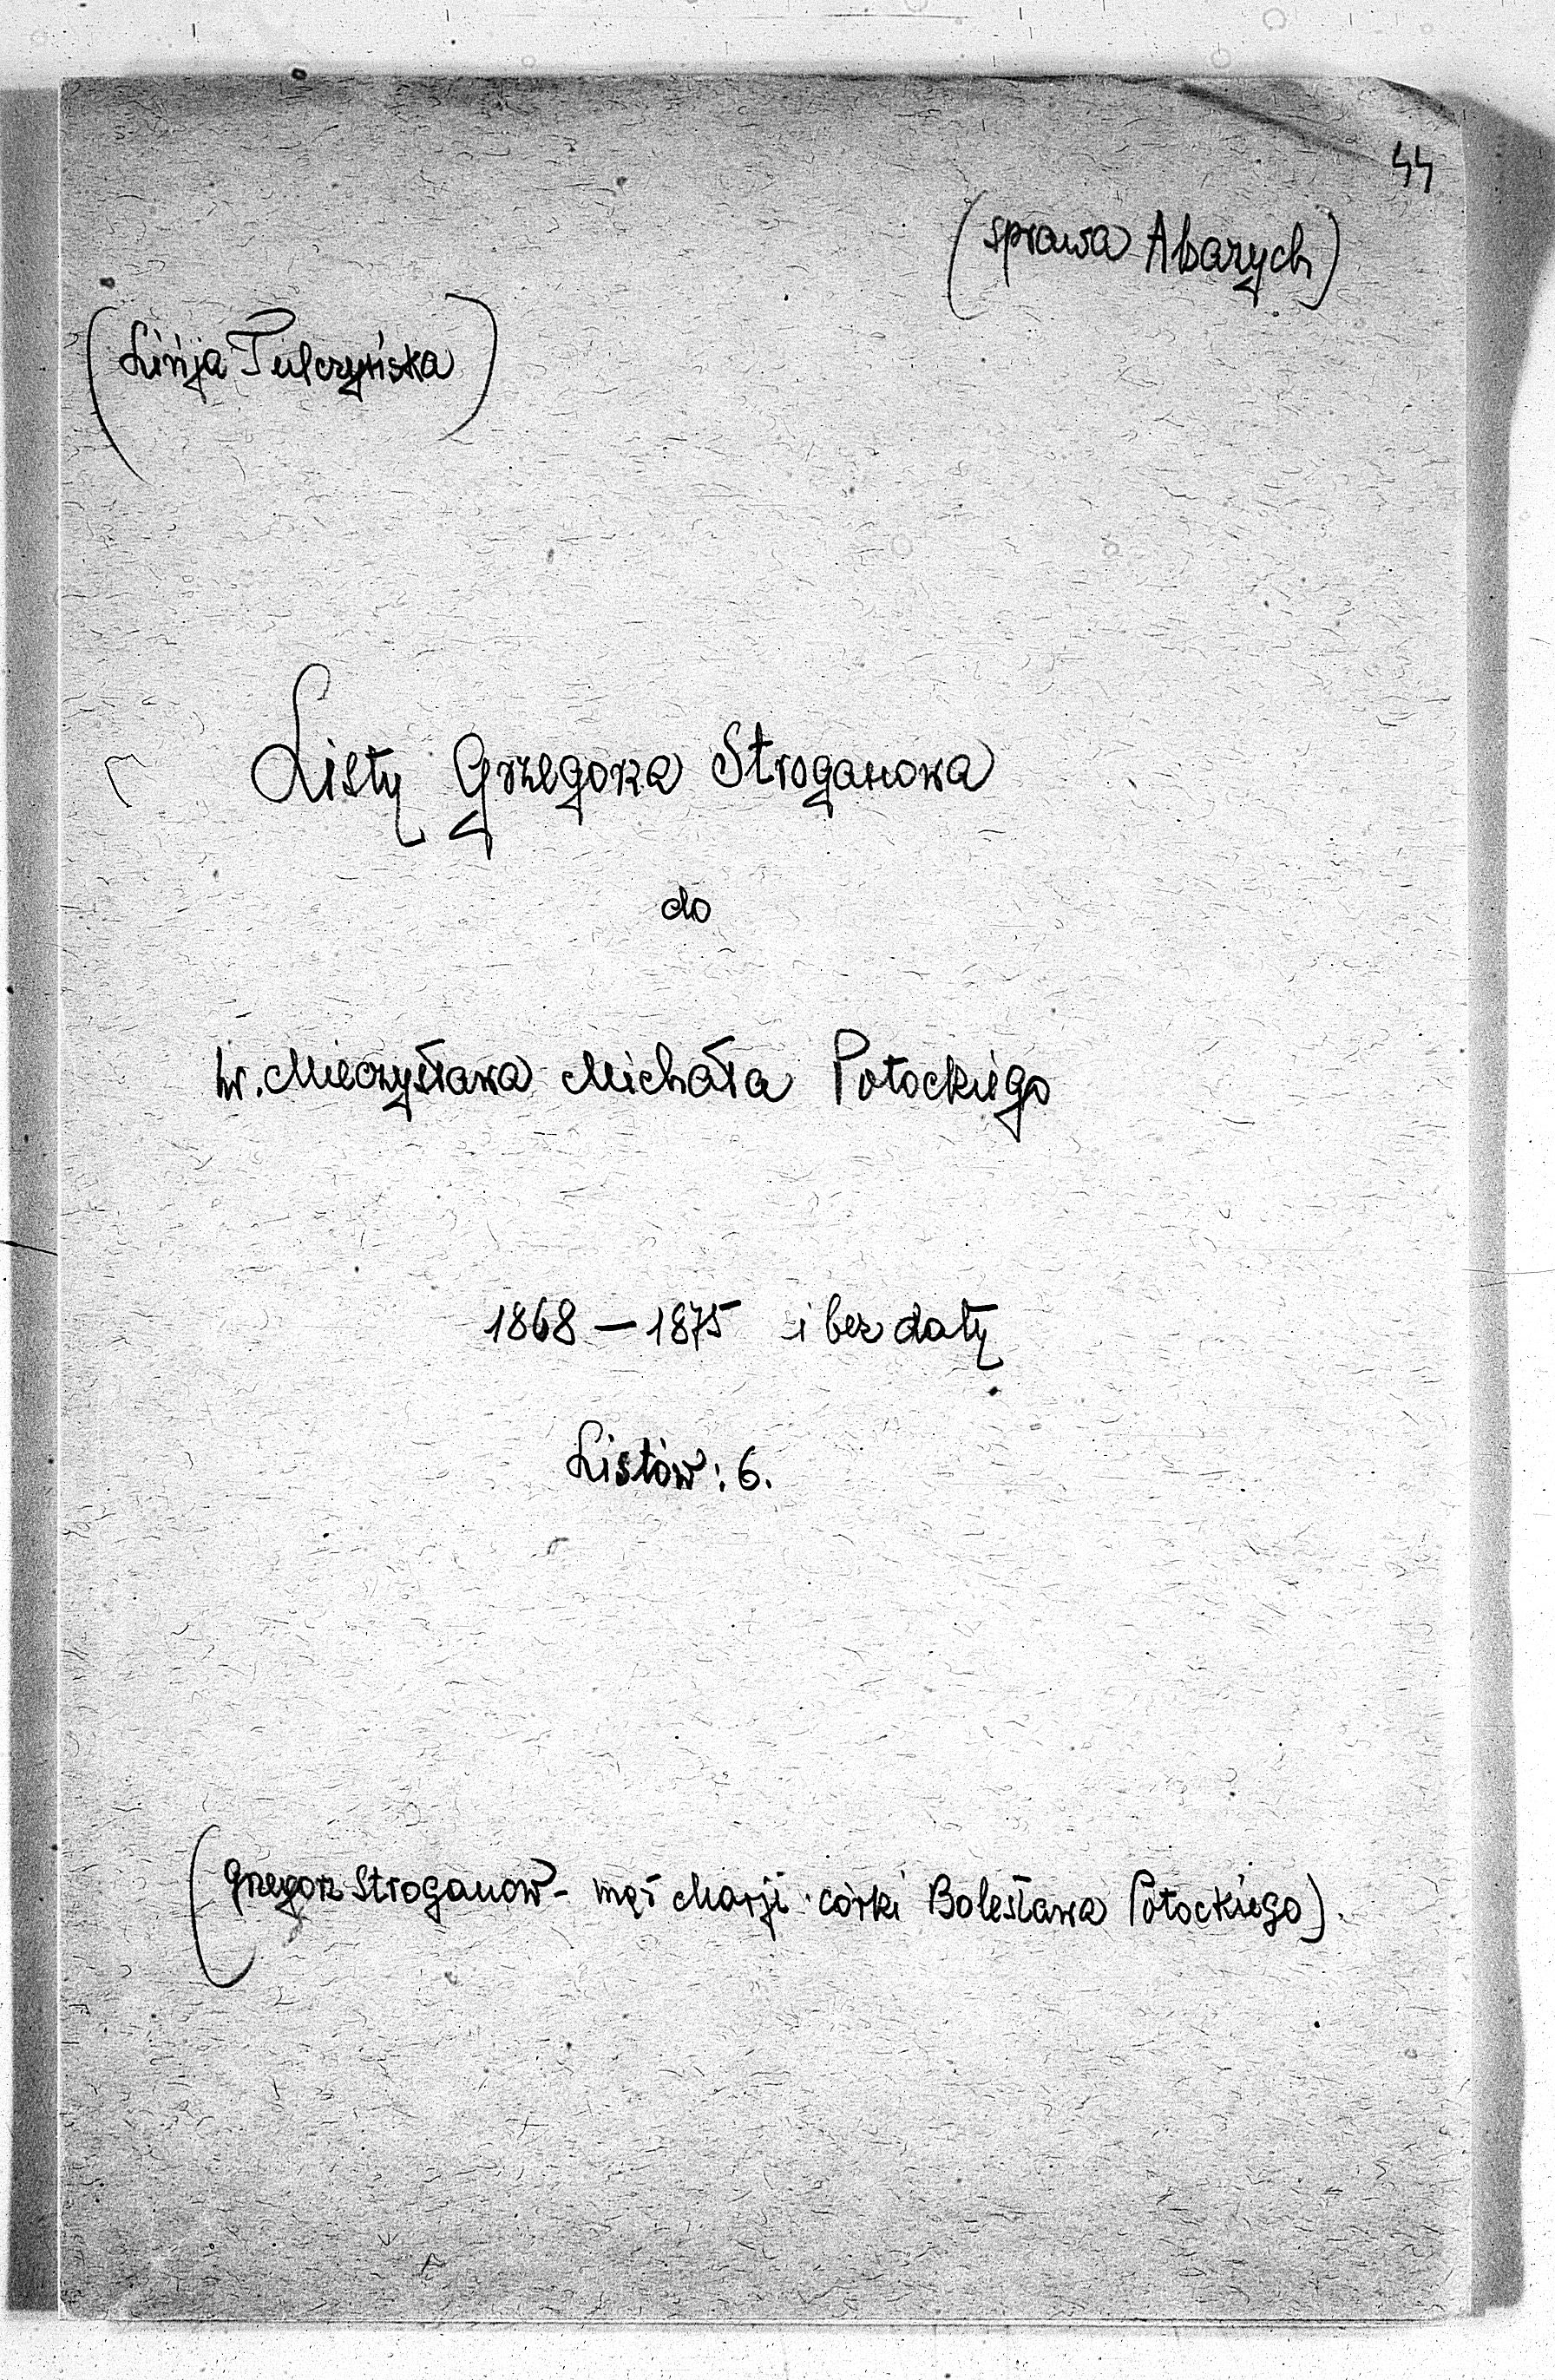 44
(sprawa Abazych)
(Linja Tulczyńska)
Listy Grzegorza Stroganowa
do
hr. Mieczysława Michała Potockiego
1868 — 1875 i bez daty
Listów: 6.
(Grzegorz Stroganow - mąż Marji córki Bolesława Potockiego).